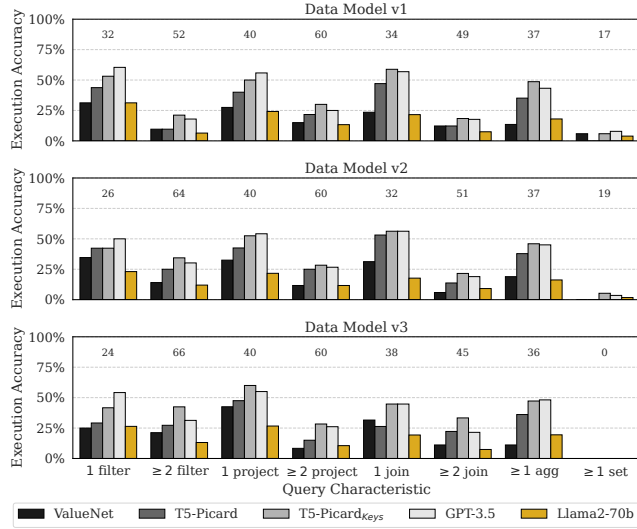 Data Model v1
Execution Accuracy
100%
75%
50%
25%
0%
32 52 40 60 34 49 37 17
Data Model v2
Execution Accuracy
100%
75%
50%
25%
0%
26 64 40 60 32 51 37 19
Data Model v3
Execution Accuracy
100%
75%
50%
25%
0%
24 66 40 60 38 45 36 0
1 filter ≥ 2 filter 1 project ≥ 2 project 1 join ≥ 2 join ≥ 1 agg ≥ 1 set
Query Characteristic
ValueNet T5-Picard T5-Picard_Keys GPT-3.5 Llama2-70b